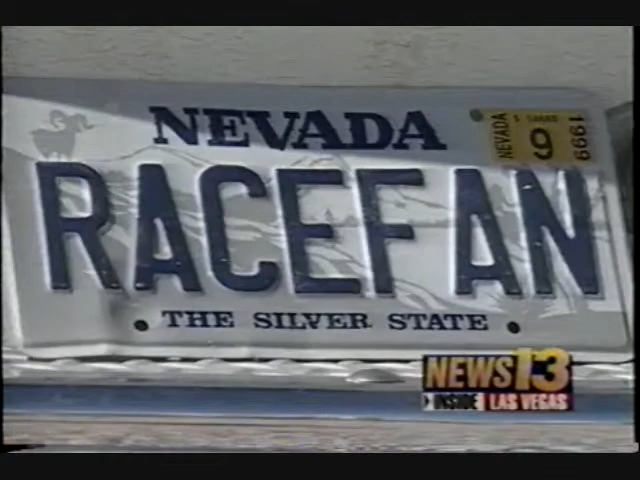 NEVADA
NEVADA 9 1999
RACEFAN
THE SILVER STATE
NEWS 13
INSIDE LAS VEGAS